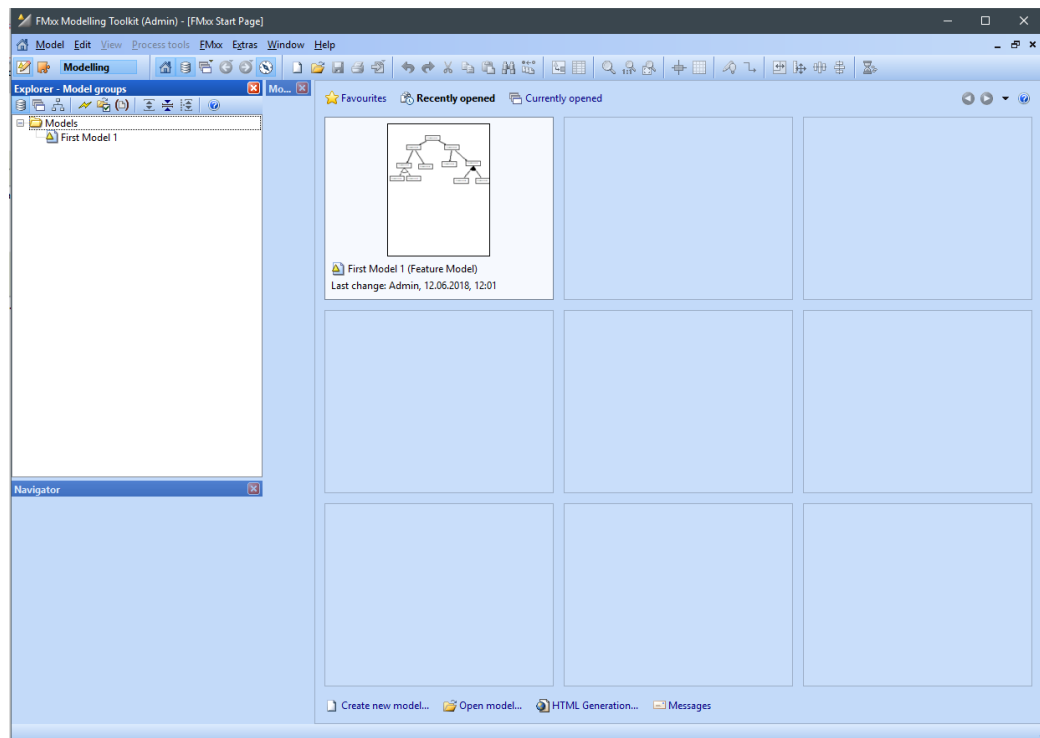 FMxx Modelling Toolkit (Admin) - [FMxx Start Page]
Model Edit View Process tools FMxx Extras Window Help
Modelling
Explorer - Model groups
Mo...
Models
First Model 1
Navigator
Favourites Recently opened Currently opened
First Model 1 (Feature Model)
Last change: Admin, 12.06.2018, 12:01
Create new model... Open model... HTML Generation... Messages